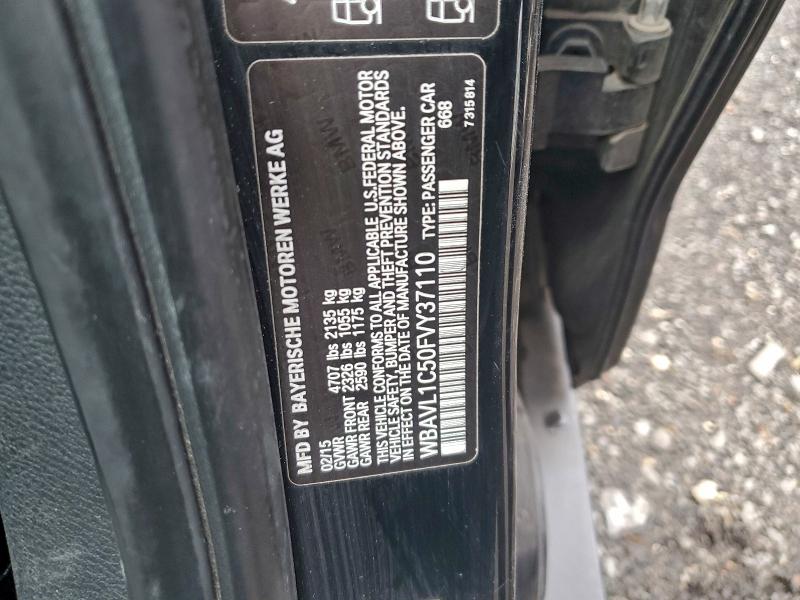 MFD BY BAYERISCHE MOTOREN WERKE AG
02/15
GVWR 4707 lbs 2135 kg
GAWR FRONT 2326 lbs 1055 kg
GAWR REAR 2590 lbs 1175 kg
THIS VEHICLE CONFORMS TO ALL APPLICABLE U.S.FEDERAL MOTOR
VEHICLE SAFETY, BUMPER AND THEFT PREVENTION STANDARDS
IN EFFECT ON THE DATE OF MANUFACTURE SHOWN ABOVE.
WBAVL1C50FVY37110 TYPE: PASSENGER CAR
668
7315814